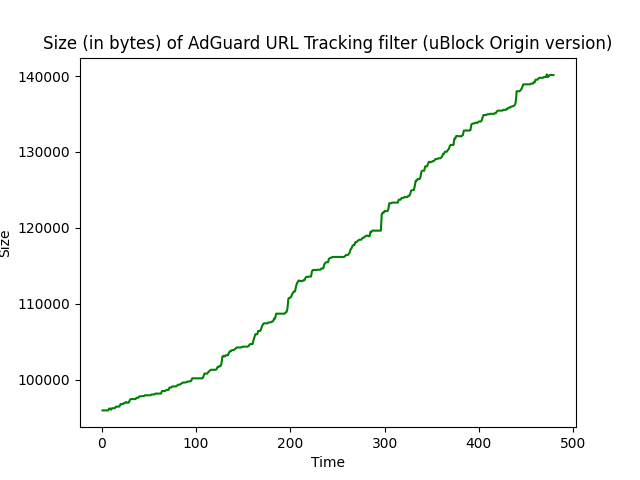 Size (in bytes) of AdGuard URL Tracking filter (uBlock Origin version)
140000
130000
120000
110000
100000
Size
0 100 200 300 400 500
Time